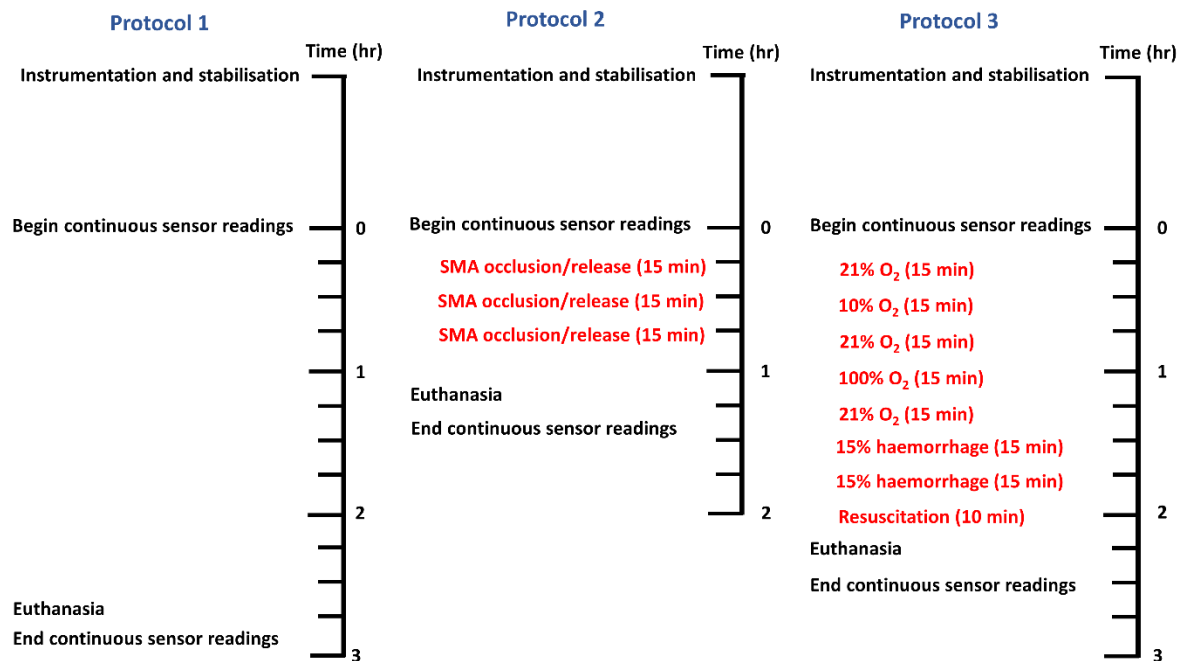 Protocol 1
Time (hr)
Instrumentation and stabilisation
Begin continuous sensor readings
0
1
2
Euthanasia
End continuous sensor readings
3
Protocol 2
Time (hr)
Instrumentation and stabilisation
Begin continuous sensor readings
0
SMA occlusion/release (15 min)
SMA occlusion/release (15 min)
SMA occlusion/release (15 min)
1
Euthanasia
End continuous sensor readings
2
Protocol 3
Time (hr)
Instrumentation and stabilisation
Begin continuous sensor readings
0
21% O₂ (15 min)
10% O₂ (15 min)
21% O₂ (15 min)
1
100% O₂ (15 min)
21% O₂ (15 min)
15% haemorrhage (15 min)
15% haemorrhage (15 min)
2
Resuscitation (10 min)
Euthanasia
End continuous sensor readings
3